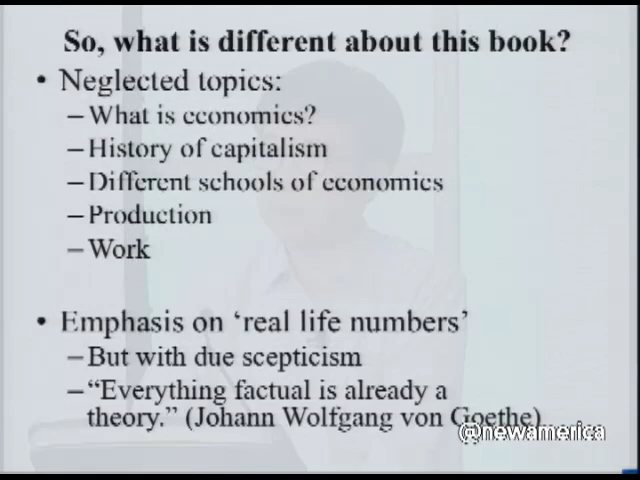 So, what is different about this book?
• Neglected topics:
– What is economics?
– History of capitalism
– Different schools of economics
– Production
– Work
• Emphasis on ‘real life numbers’
– But with due scepticism
– “Everything factual is already a
theory.” (Johann Wolfgang von Goethe)
@newamerica